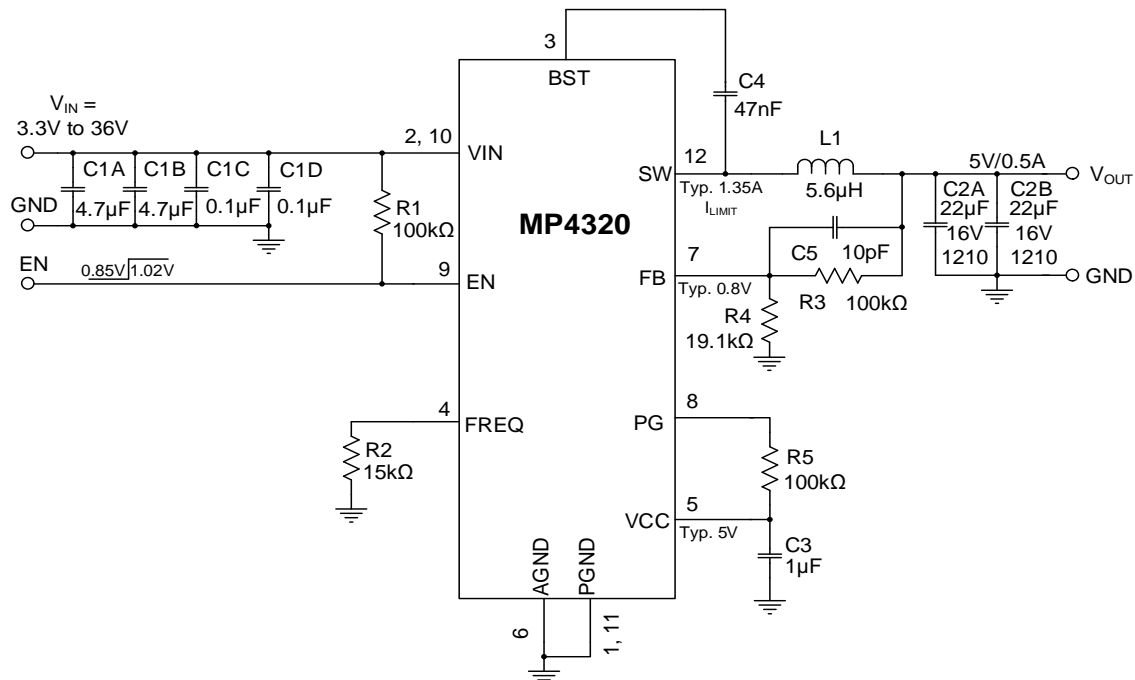 3
BST
C4
47nF
V_IN =
3.3V to 36V
2, 10
VIN
C1A
C1B
C1C
C1D
4.7µF
4.7µF
0.1µF
0.1µF
GND
R1
100kΩ
EN
0.85V
1.02V
9
EN
MP4320
12
SW
Typ. 1.35A
I_LIMIT
L1
5.6µH
5V/0.5A
V_OUT
C2A
22µF
16V
1210
C2B
22µF
16V
1210
GND
7
FB
Typ. 0.8V
C5
10pF
R3
100kΩ
R4
19.1kΩ
4
FREQ
R2
15kΩ
8
PG
R5
100kΩ
5
VCC
Typ. 5V
C3
1µF
AGND
PGND
6
1, 11